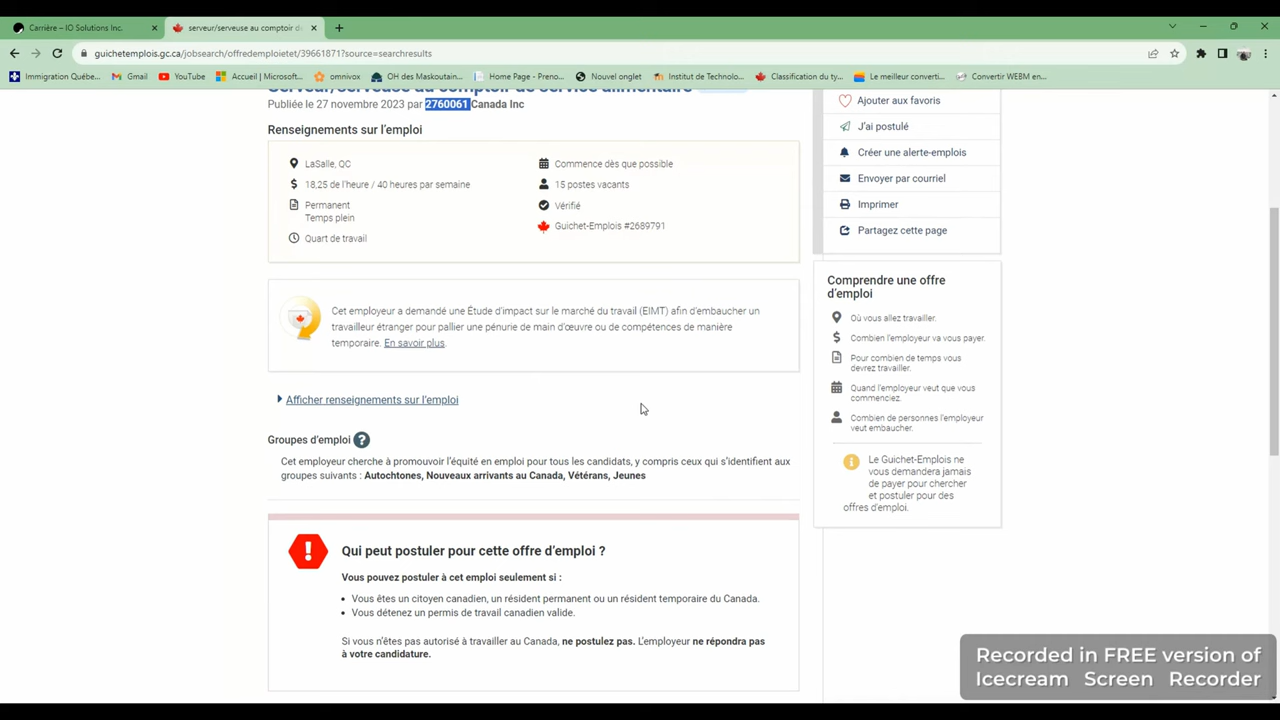 Carrière – IO Solutions Inc.
serveur/serveuse au comptoir d
guichetemplois.gc.ca/jobsearch/offredemploietet/39661871?source=searchresults
Immigration Québe...
Gmail
YouTube
Accueil | Microsoft...
omnivox
OH des Maskoutain...
Home Page - Preno...
Nouvel onglet
Institut de Technolo...
Classification du ty...
Le meilleur converti...
Convertir WEBM en...
Serveur/serveuse au comptoir de service alimentaire
Publiée le 27 novembre 2023 par 2760061 Canada Inc
Renseignements sur l'emploi
LaSalle, QC
18,25 de l'heure / 40 heures par semaine
Permanent
Temps plein
Quart de travail
Commence dès que possible
15 postes vacants
Vérifié
Guichet-Emplois #2689791
Cet employeur a demandé une Étude d'impact sur le marché du travail (EIMT) afin d'embaucher un
travailleur étranger pour pallier une pénurie de main d'œuvre ou de compétences de manière
temporaire. En savoir plus.
Afficher renseignements sur l'emploi
Groupes d'emploi ?
Cet employeur cherche à promouvoir l'équité en emploi pour tous les candidats, y compris ceux qui s'identifient aux
groupes suivants : Autochtones, Nouveaux arrivants au Canada, Vétérans, Jeunes
Qui peut postuler pour cette offre d'emploi ?
Vous pouvez postuler à cet emploi seulement si :
• Vous êtes un citoyen canadien, un résident permanent ou un résident temporaire du Canada.
• Vous détenez un permis de travail canadien valide.
Si vous n'êtes pas autorisé à travailler au Canada, ne postulez pas. L'employeur ne répondra pas
à votre candidature.
Ajouter aux favoris
J'ai postulé
Créer une alerte-emplois
Envoyer par courriel
Imprimer
Partagez cette page
Comprendre une offre
d'emploi
Où vous allez travailler.
Combien l'employeur va vous payer.
Pour combien de temps vous
devrez travailler.
Quand l'employeur veut que vous
commenciez.
Combien de personnes l'employeur
veut embaucher.
Le Guichet-Emplois ne
vous demandera jamais
de payer pour chercher
et postuler pour des
offres d'emploi.
Recorded in FREE version of
Icecream Screen Recorder